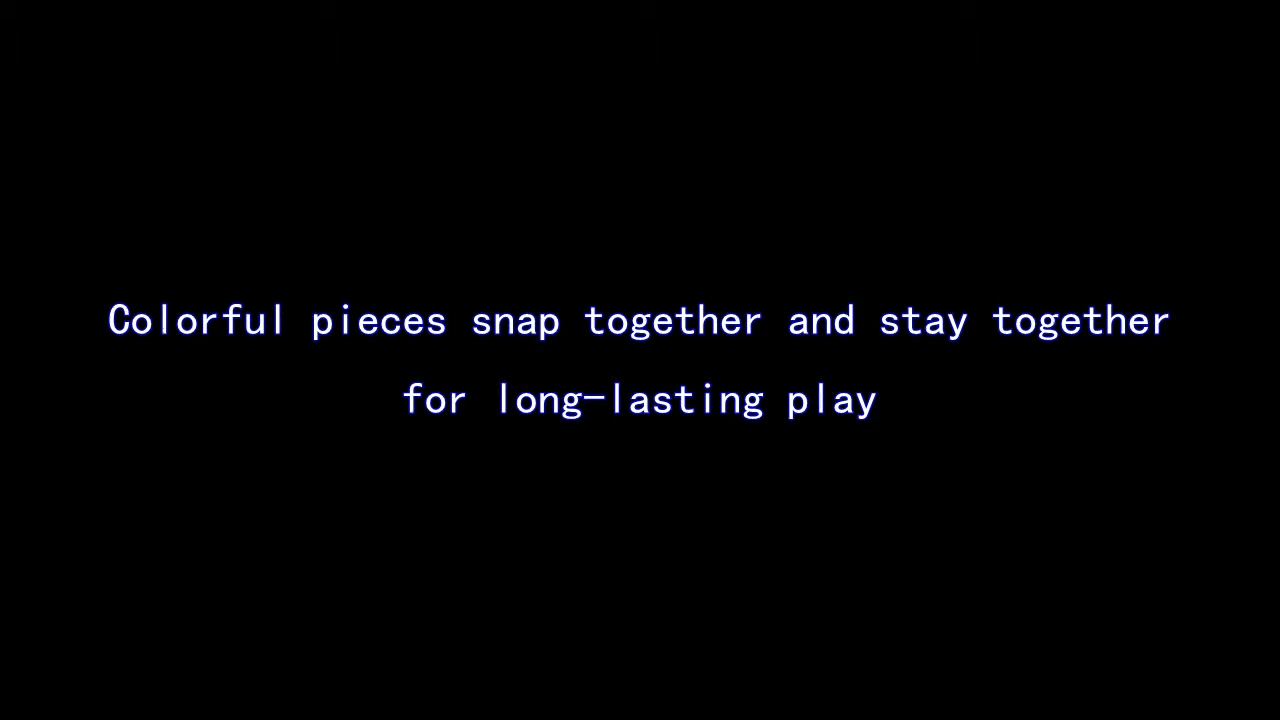 Colorful pieces snap together and stay together
for long-lasting play